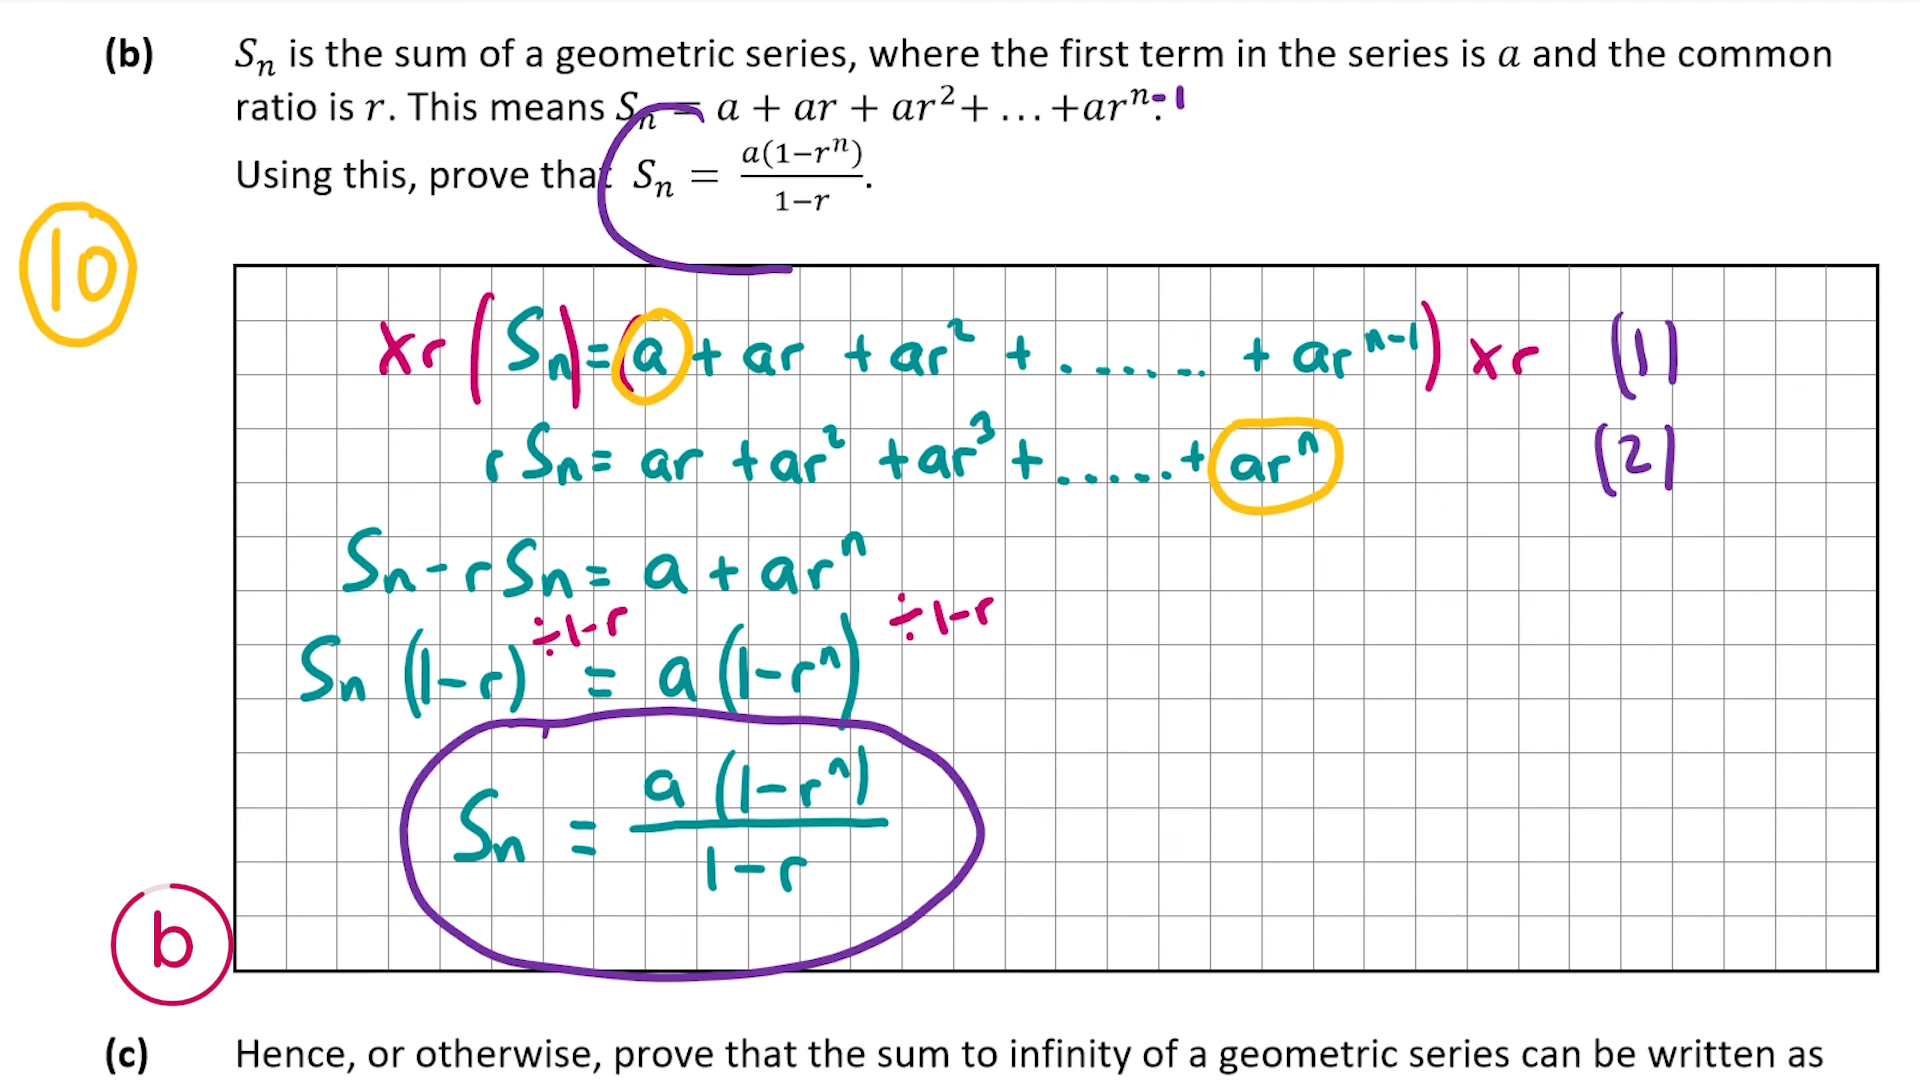 (b) Sₙ is the sum of a geometric series, where the first term in the series is a and the common
ratio is r. This means Sₙ = a + ar + ar² + … +arⁿ⁻¹.
Using this, prove that Sₙ = a(1−rⁿ)/1−r.
10
×r (Sₙ) = (a + ar + ar² + ....... + arⁿ⁻¹) ×r (1)
rSₙ = ar + ar² + ar³ + ...... + arⁿ (2)
Sₙ - rSₙ = a + arⁿ
÷1-r ÷1-r
Sₙ (1-r) = a (1-rⁿ)
Sₙ = a (1-rⁿ)/1-r
b
(c) Hence, or otherwise, prove that the sum to infinity of a geometric series can be written as